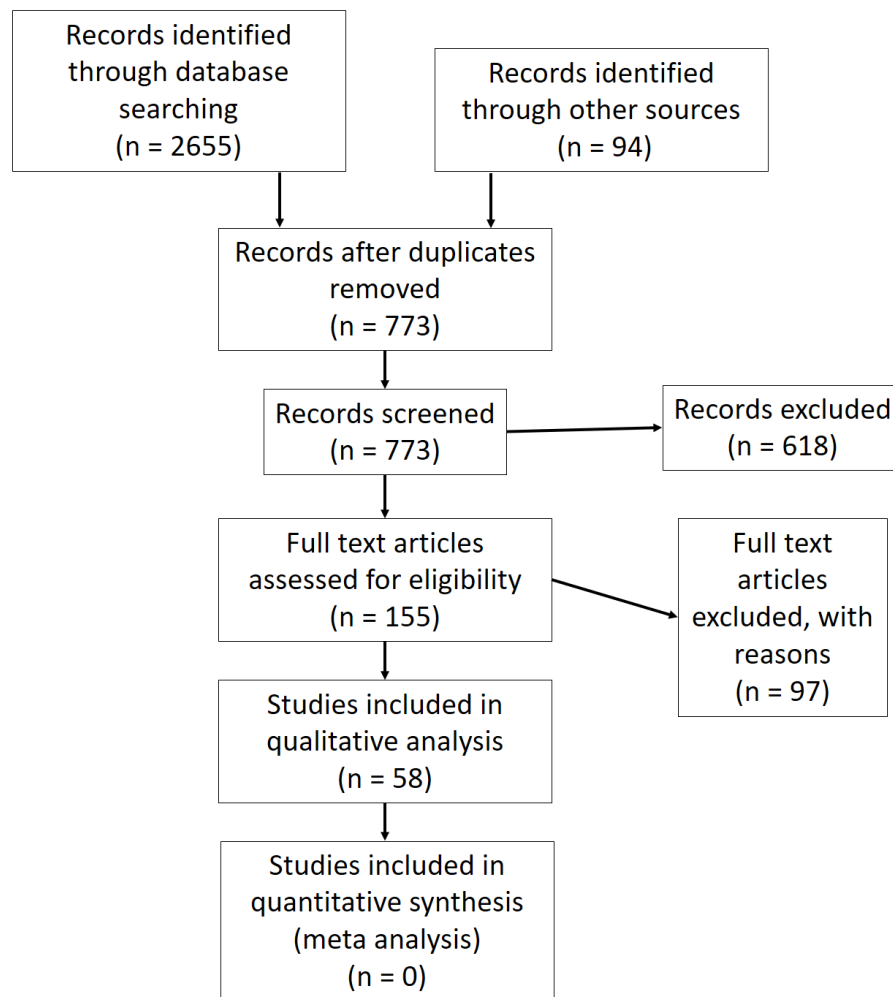 Records identified
through database
searching
(n = 2655)
Records identified
through other sources
(n = 94)
Records after duplicates
removed
(n = 773)
Records screened
(n = 773)
Records excluded
(n = 618)
Full text articles
assessed for eligibility
(n = 155)
Full text
articles
excluded, with
reasons
(n = 97)
Studies included in
qualitative analysis
(n = 58)
Studies included in
quantitative synthesis
(meta analysis)
(n = 0)